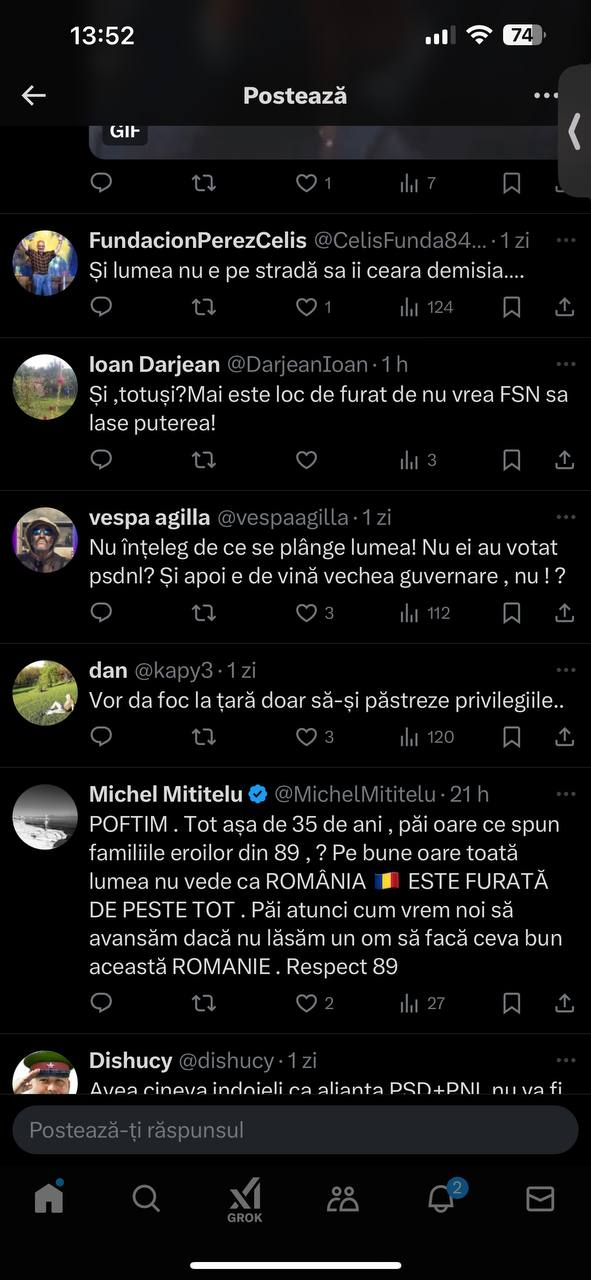 13:52
74
Postează
GIF
1 7
FundacionPerezCelis @CelisFunda84... · 1 zi
Și lumea nu e pe stradă sa ii ceara demisia....
1 124
Ioan Darjean @DarjeanIoan · 1 h
Și ,totuși?Mai este loc de furat de nu vrea FSN sa
lase puterea!
3
vespa agilla @vespaagilla · 1 zi
Nu înțeleg de ce se plânge lumea! Nu ei au votat
psdnl? Și apoi e de vină vechea guvernare , nu ! ?
3 112
dan @kapy3 · 1 zi
Vor da foc la țară doar să-și păstreze privilegiile..
3 120
Michel Mititelu @MichelMititelu · 21 h
POFTIM . Tot așa de 35 de ani , păi oare ce spun
familiile eroilor din 89 , ? Pe bune oare toată
lumea nu vede ca ROMÂNIA 🇷🇴 ESTE FURATĂ
DE PESTE TOT . Păi atunci cum vrem noi să
avansăm dacă nu lăsăm un om să facă ceva bun
această ROMANIE . Respect 89
2 27
Dishucy @dishucy · 1 zi
Avea cineva indoieli ca alianta PSD+PNL nu va fi
Postează-ți răspunsul
GROK
2